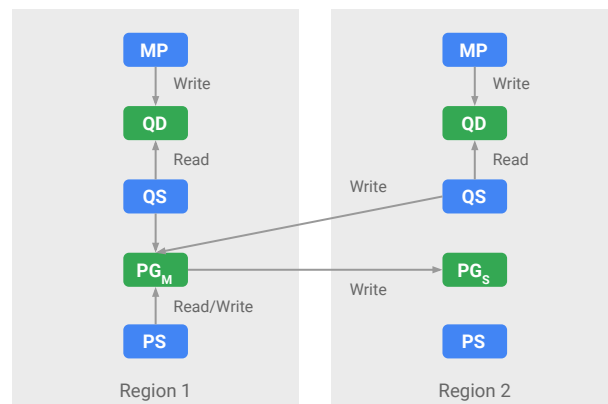 MP
MP
Write
Write
QD
QD
Read
Read
QS
Write
QS
PGM
Write
PGS
Read/Write
PS
PS
Region 1
Region 2